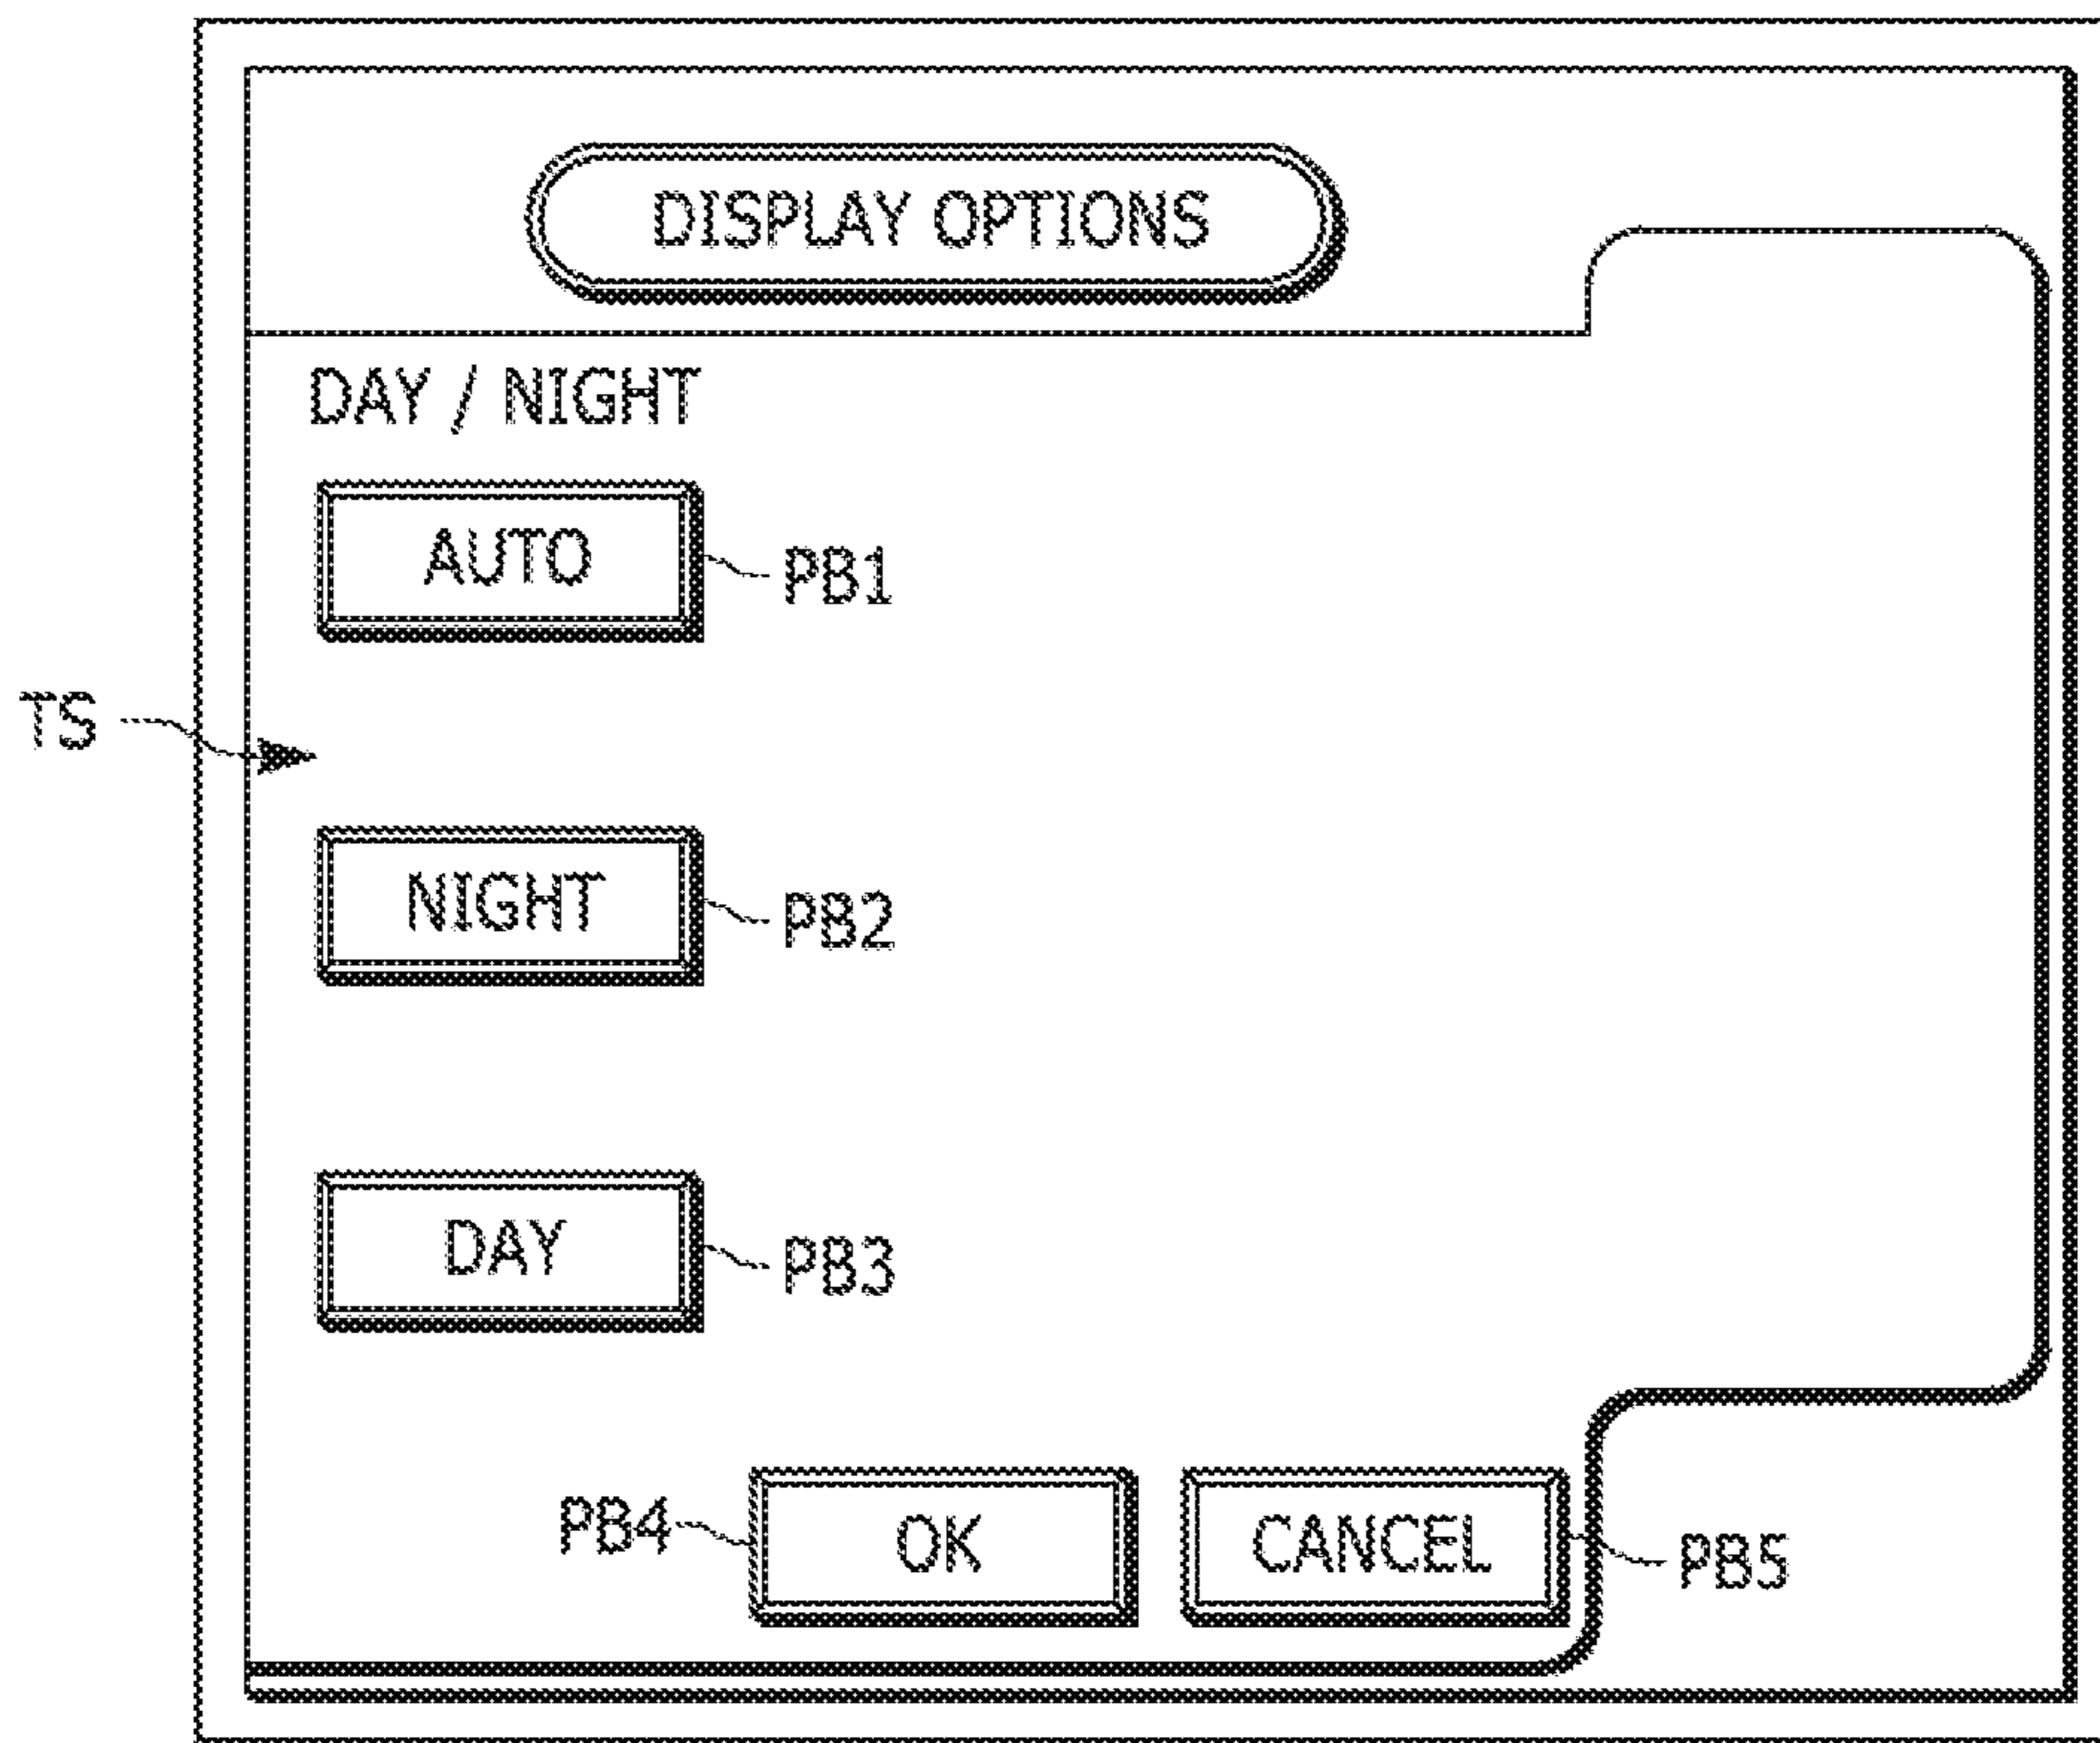 DISPLAY OPTIONS
DAY / NIGHT
AUTO
PB1
TS
NIGHT
PB2
DAY
PB3
PB4
OK
CANCEL
PB5